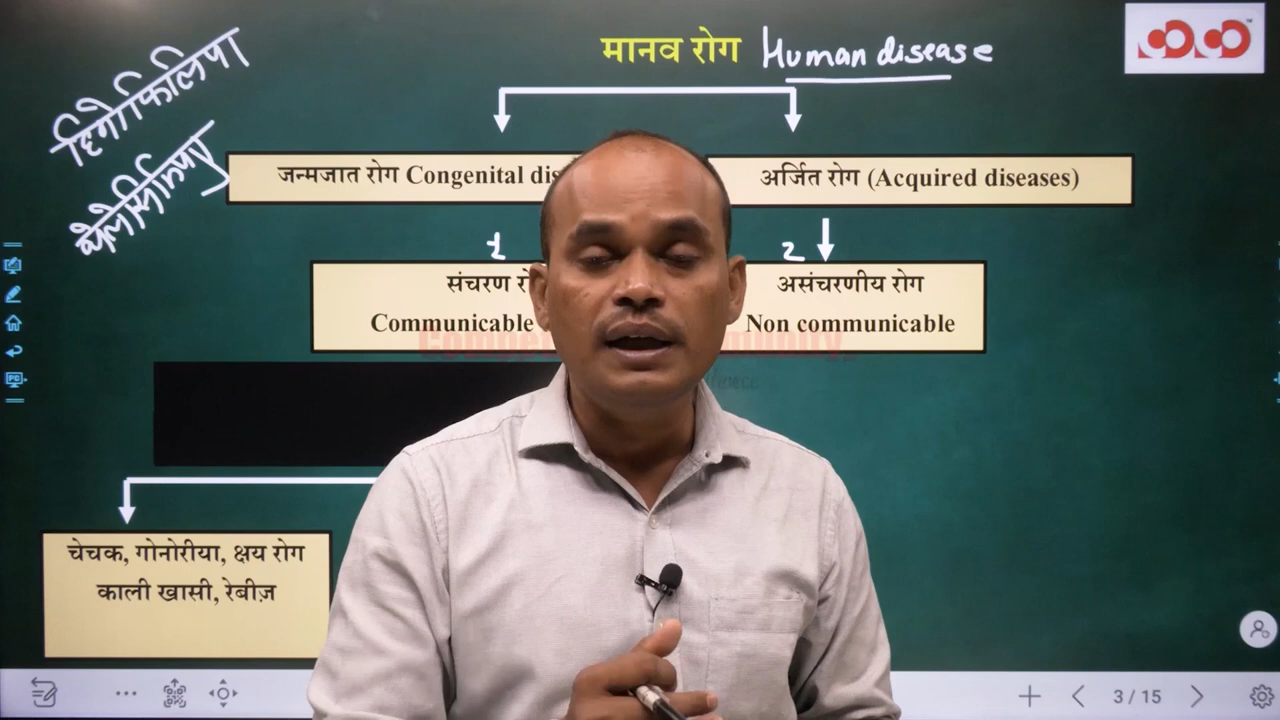 मानव रोग Human disease
हिमोफिलिया
थेलेसिमिया
जन्मजात रोग Congenital dis
अर्जित रोग (Acquired diseases)
1
2
संचरण रो
Communicable
असंचरणीय रोग
Non communicable
चेचक, गोनोरीया, क्षय रोग
काली खासी, रेबीज़
3 / 15